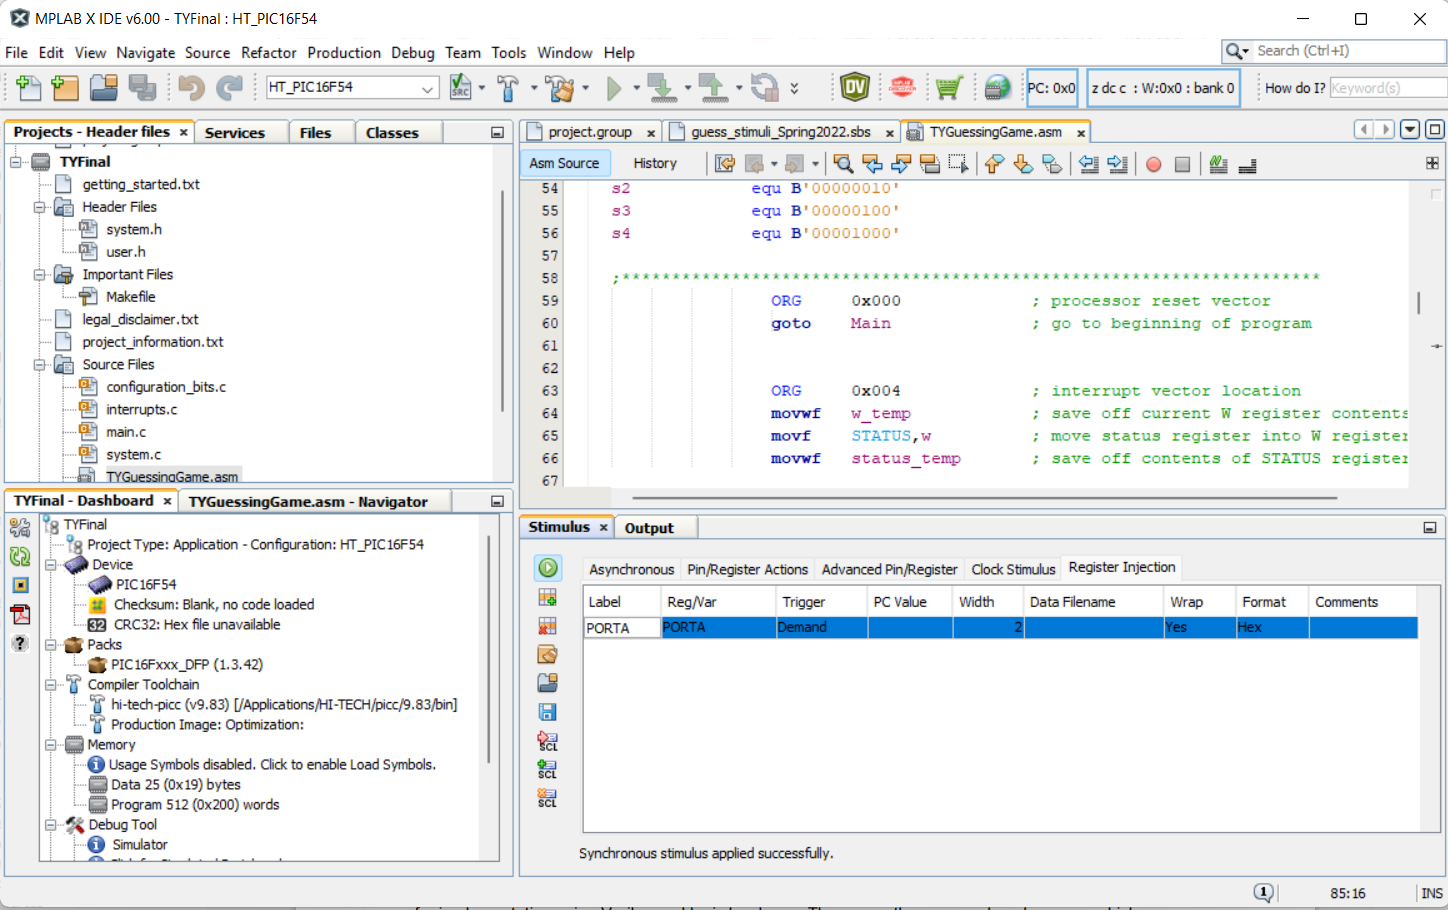 MPLAB X IDE v6.00 - TYFinal : HT_PIC16F54
File Edit View Navigate Source Refactor Production Debug Team Tools Window Help
Search (Ctrl+I)
HT_PIC16F54
SRC
DV
PC: 0x0
z dc c : W:0x0 : bank 0
How do I? Keyword(s)
Projects - Header files × Services Files Classes
TYFinal
getting_started.txt
Header Files
system.h
user.h
Important Files
Makefile
legal_disclaimer.txt
project_information.txt
Source Files
configuration_bits.c
interrupts.c
main.c
system.c
TYGuessingGame.asm
project.group × guess_stimuli_Spring2022.sbs × TYGuessingGame.asm ×
Asm Source History
54 s2 equ B'00000010'
55 s3 equ B'00000100'
56 s4 equ B'00001000'
57
58 ;**********************************************************************
59 ORG 0x000 ; processor reset vector
60 goto Main ; go to beginning of program
61
62
63 ORG 0x004 ; interrupt vector location
64 movwf w_temp ; save off current W register contents
65 movf STATUS,w ; move status register into W register
66 movwf status_temp ; save off contents of STATUS register
67
TYFinal - Dashboard × TYGuessingGame.asm - Navigator
TYFinal
Project Type: Application - Configuration: HT_PIC16F54
Device
PIC16F54
Checksum: Blank, no code loaded
32 CRC32: Hex file unavailable
Packs
PIC16Fxxx_DFP (1.3.42)
Compiler Toolchain
hi-tech-picc (v9.83) [/Applications/HI-TECH/picc/9.83/bin]
Production Image: Optimization:
Memory
Usage Symbols disabled. Click to enable Load Symbols.
Data 25 (0x19) bytes
Program 512 (0x200) words
Debug Tool
Simulator
Stimulus × Output
Asynchronous Pin/Register Actions Advanced Pin/Register Clock Stimulus Register Injection
Label Reg/Var Trigger PC Value Width Data Filename Wrap Format Comments
PORTA PORTA Demand 2 Yes Hex
SCL
SCL
SCL
Synchronous stimulus applied successfully.
1 85:16 INS